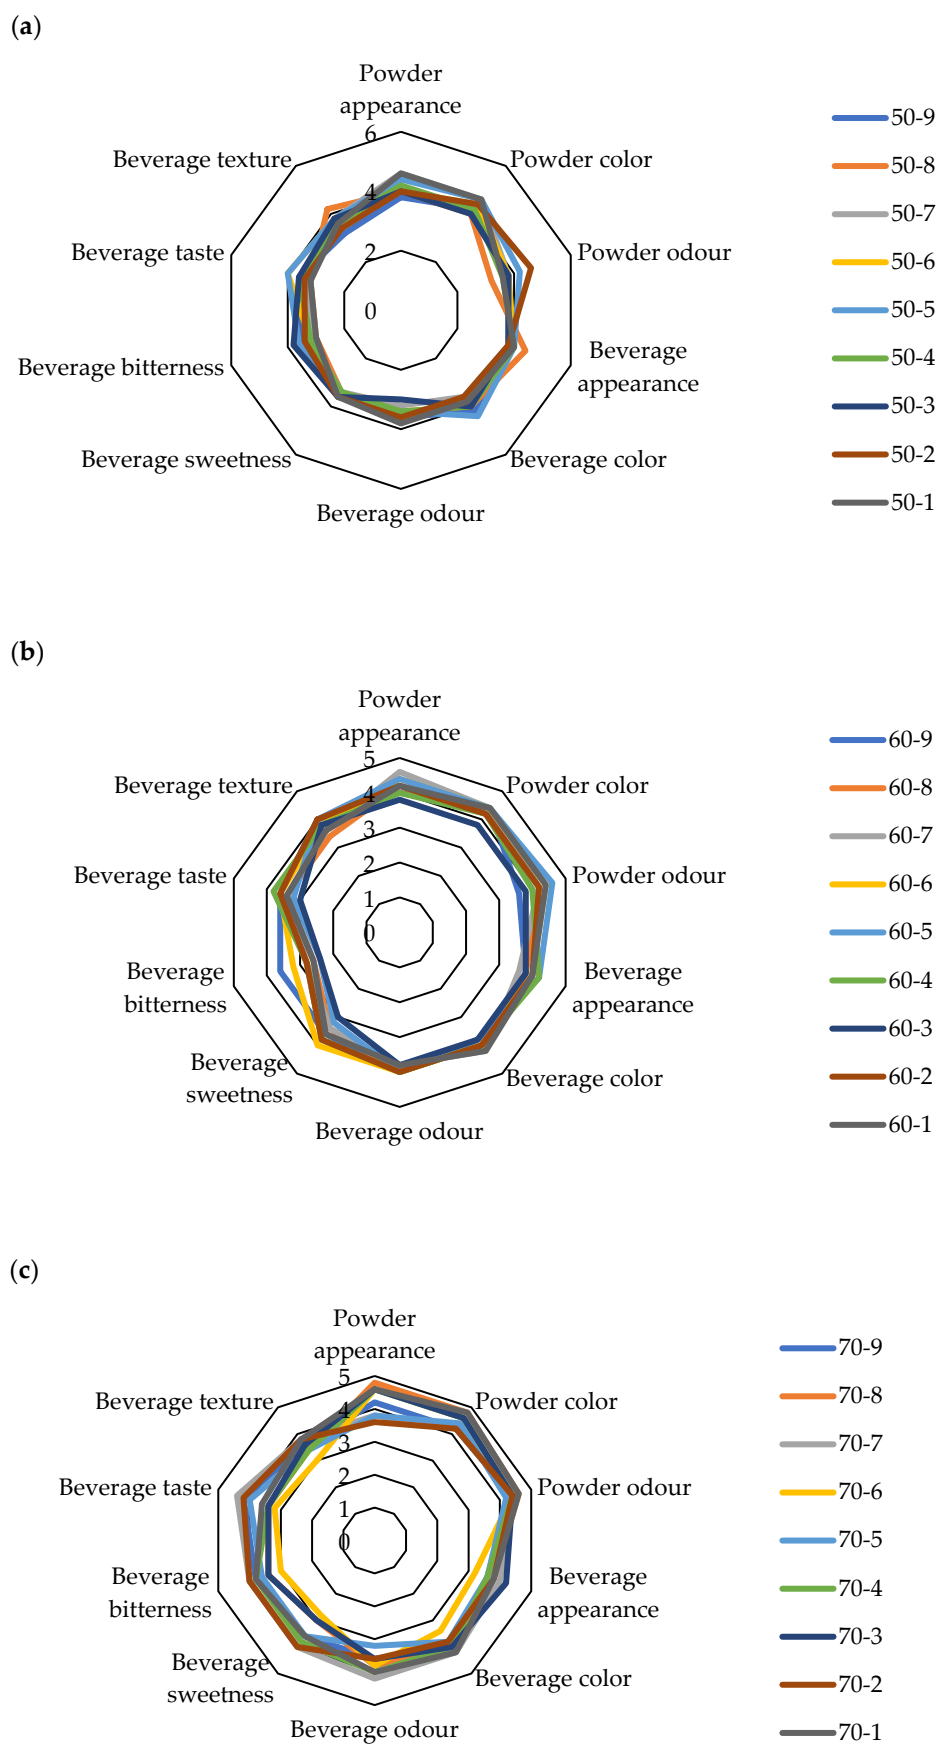 (a)
Powder
appearance
Powder color
Powder odour
Beverage
appearance
Beverage color
Beverage odour
Beverage sweetness
Beverage bitterness
Beverage taste
Beverage texture
6
4
2
0
50-9
50-8
50-7
50-6
50-5
50-4
50-3
50-2
50-1
(b)
Powder
appearance
Powder color
Powder odour
Beverage
appearance
Beverage color
Beverage odour
Beverage
sweetness
Beverage
bitterness
Beverage taste
Beverage texture
5
4
3
2
1
0
60-9
60-8
60-7
60-6
60-5
60-4
60-3
60-2
60-1
(c)
Powder
appearance
Powder color
Powder odour
Beverage
appearance
Beverage color
Beverage odour
Beverage
sweetness
Beverage
bitterness
Beverage taste
Beverage texture
5
4
3
2
1
0
70-9
70-8
70-7
70-6
70-5
70-4
70-3
70-2
70-1